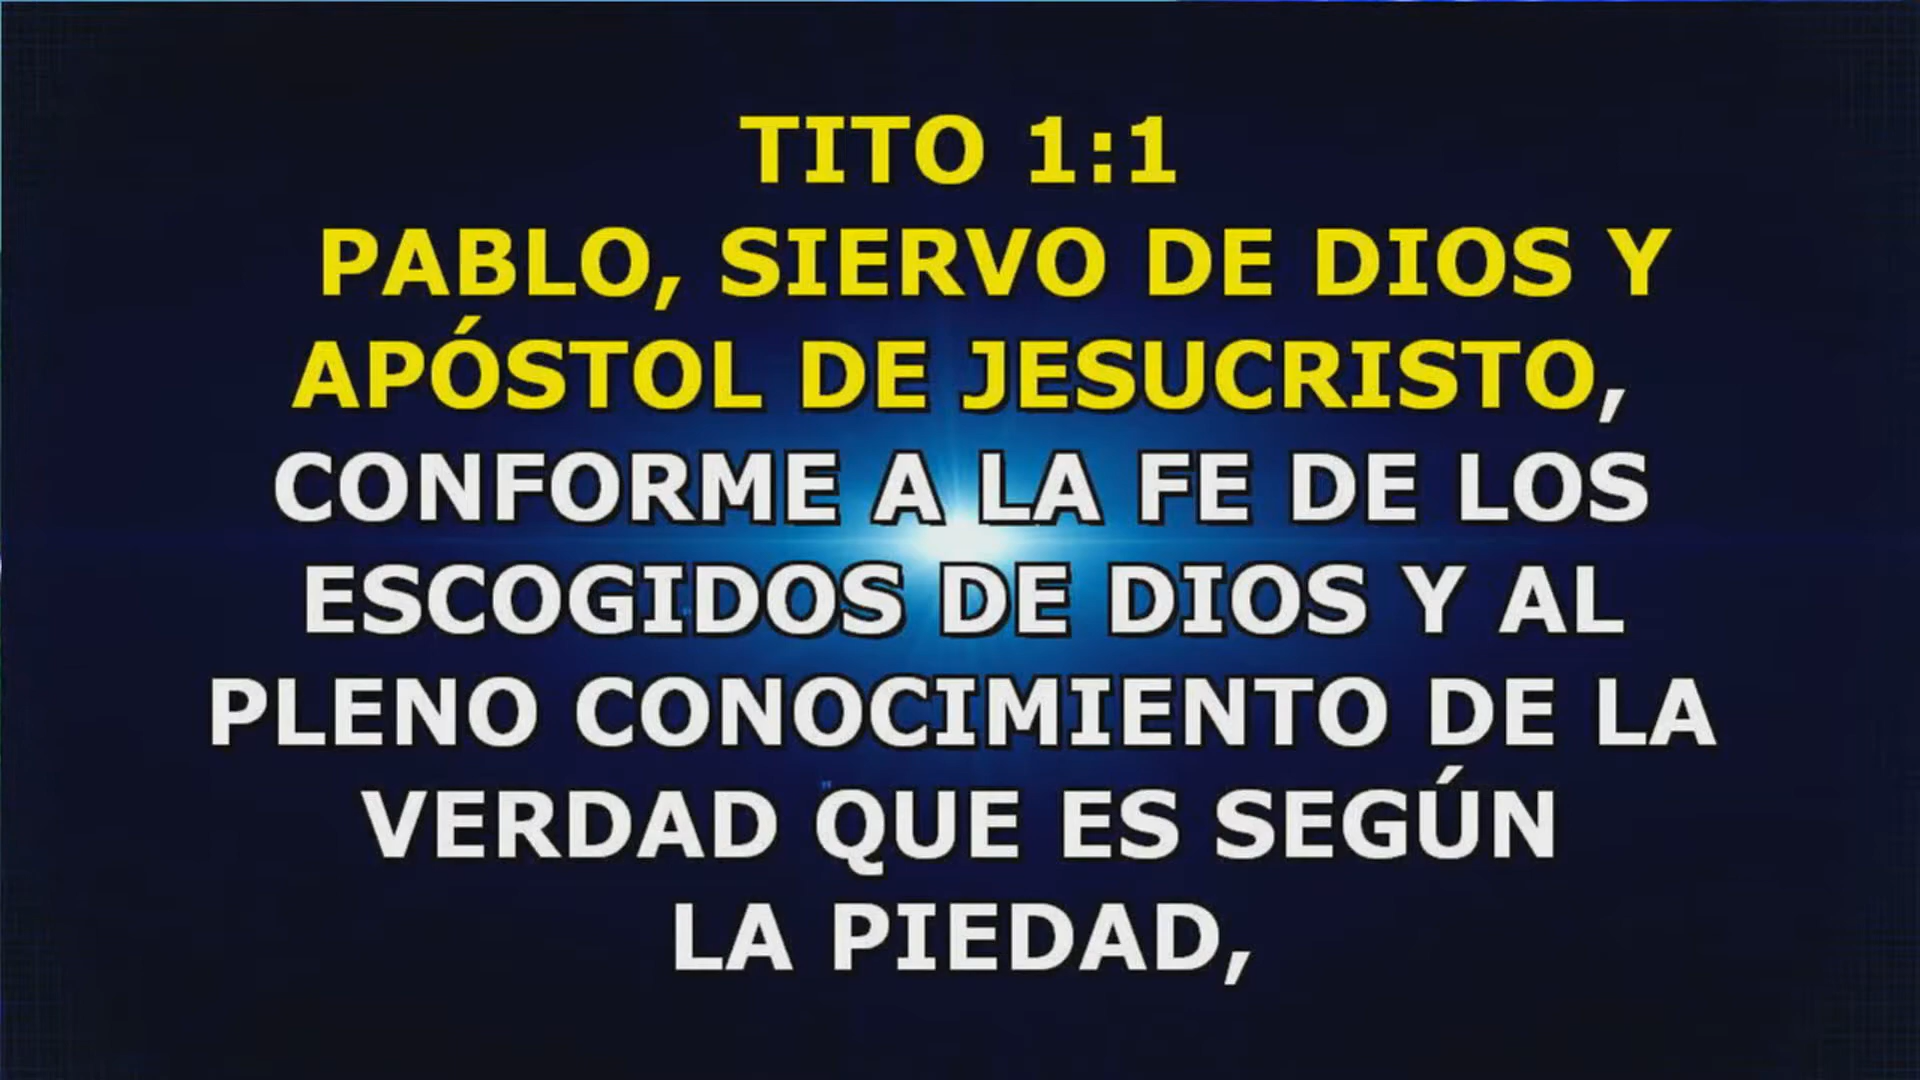 TITO 1:1
PABLO, SIERVO DE DIOS Y
APÓSTOL DE JESUCRISTO,
CONFORME A LA FE DE LOS
ESCOGIDOS DE DIOS Y AL
PLENO CONOCIMIENTO DE LA
VERDAD QUE ES SEGÚN
LA PIEDAD,